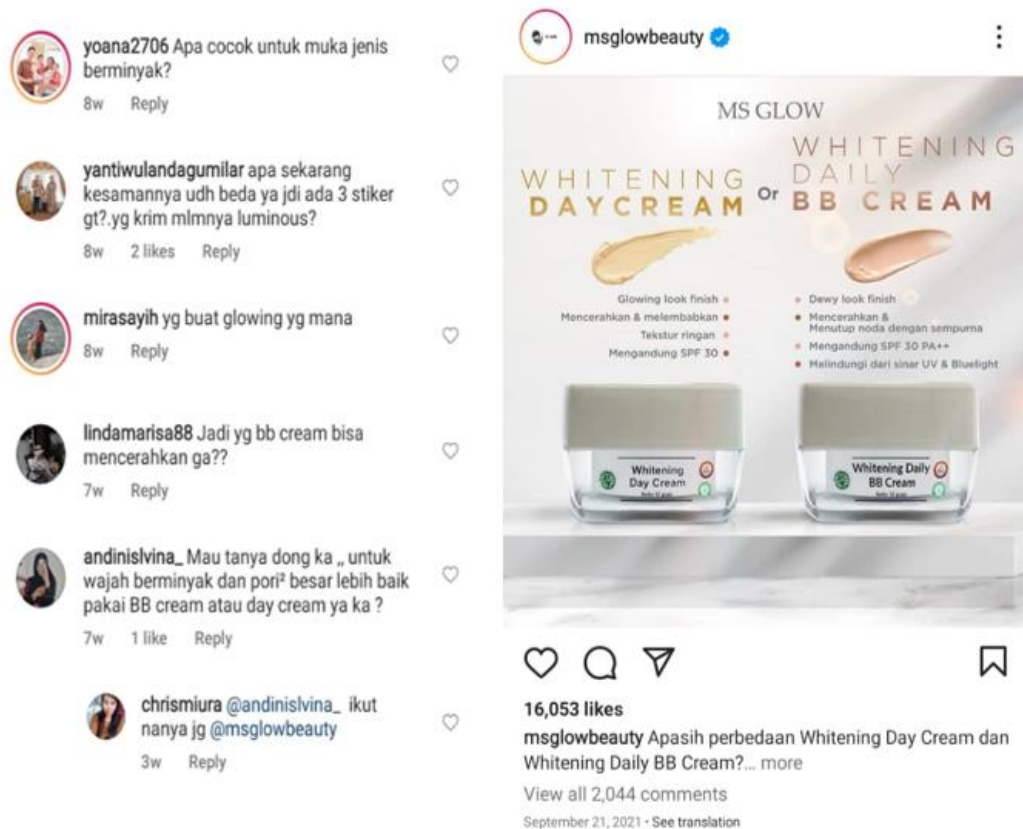 yoana2706 Apa cocok untuk muka jenis
berminyak?
8w Reply
yantiwulandagumilar apa sekarang
kesamannya udh beda ya jdi ada 3 stiker
gt?.yg krim mlmnya luminous?
8w 2 likes Reply
mirasayih yg buat glowing yg mana
8w Reply
lindamarisa88 Jadi yg bb cream bisa
mencerahkan ga??
7w Reply
andinislvina_ Mau tanya dong ka ,, untuk
wajah berminyak dan pori² besar lebih baik
pakai BB cream atau day cream ya ka ?
7w 1 like Reply
chrismiura @andinislvina_ ikut
nanya jg @msglowbeauty
3w Reply
msglowbeauty
MS GLOW
WHITENING
DAYCREAM
Or
WHITENING
DAILY
BB CREAM
Glowing look finish
Mencerahkan & melembabkan
Tekstur ringan
Mengandung SPF 30
Dewy look finish
Mencerahkan &
Menutup noda dengan sempurna
Mengandung SPF 30 PA++
Melindungi dari sinar UV & Bluelight
Whitening
Day Cream
Whitening Daily
BB Cream
16,053 likes
msglowbeauty Apasih perbedaan Whitening Day Cream dan
Whitening Daily BB Cream?... more
View all 2,044 comments
September 21, 2021 • See translation